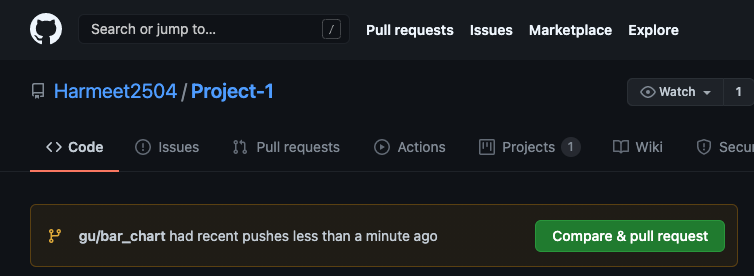 Search or jump to... / Pull requests Issues Marketplace Explore
Harmeet2504 / Project-1 Watch 1
Code Issues Pull requests Actions Projects 1 Wiki Secu
gu/bar_chart had recent pushes less than a minute ago Compare & pull request